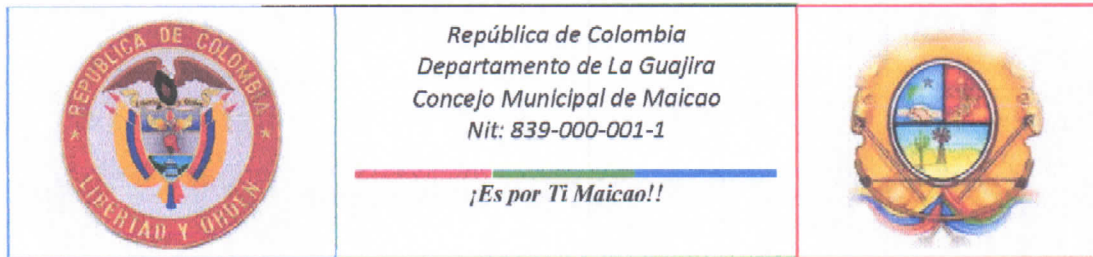 REPUBLICA DE COLOMBIA
LIBERTAD Y ORDEN
República de Colombia
Departamento de La Guajira
Concejo Municipal de Maicao
Nit: 839-000-001-1
¡Es por Ti Maicao!!